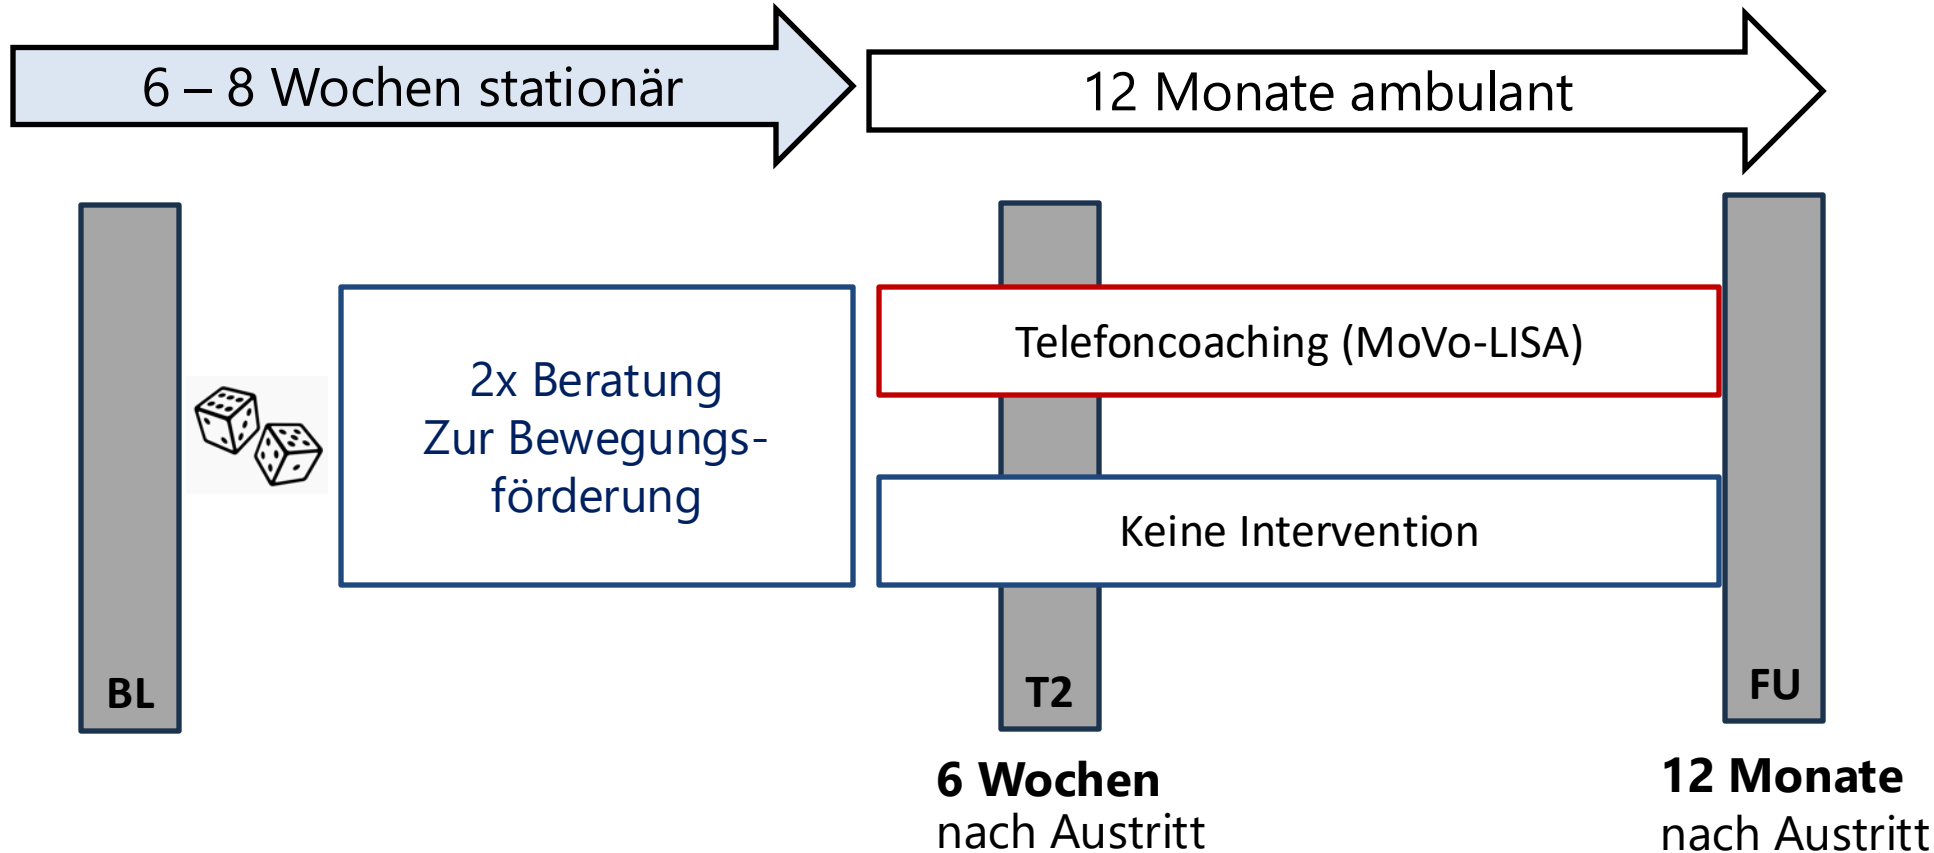 6 – 8 Wochen stationär
12 Monate ambulant
2x Beratung
Zur Bewegungs-
förderung
Telefoncoaching (MoVo-LISA)
Keine Intervention
BL
T2
FU
6 Wochen
nach Austritt
12 Monate
nach Austritt